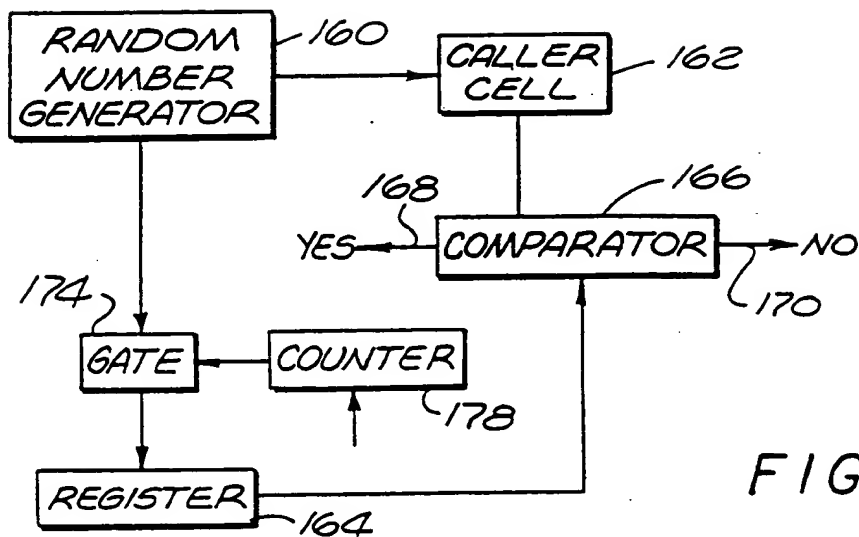 RANDOM
NUMBER
GENERATOR
160
CALLER
CELL
162
168
166
YES
COMPARATOR
NO
170
174
GATE
COUNTER
178
REGISTER
164
FIG